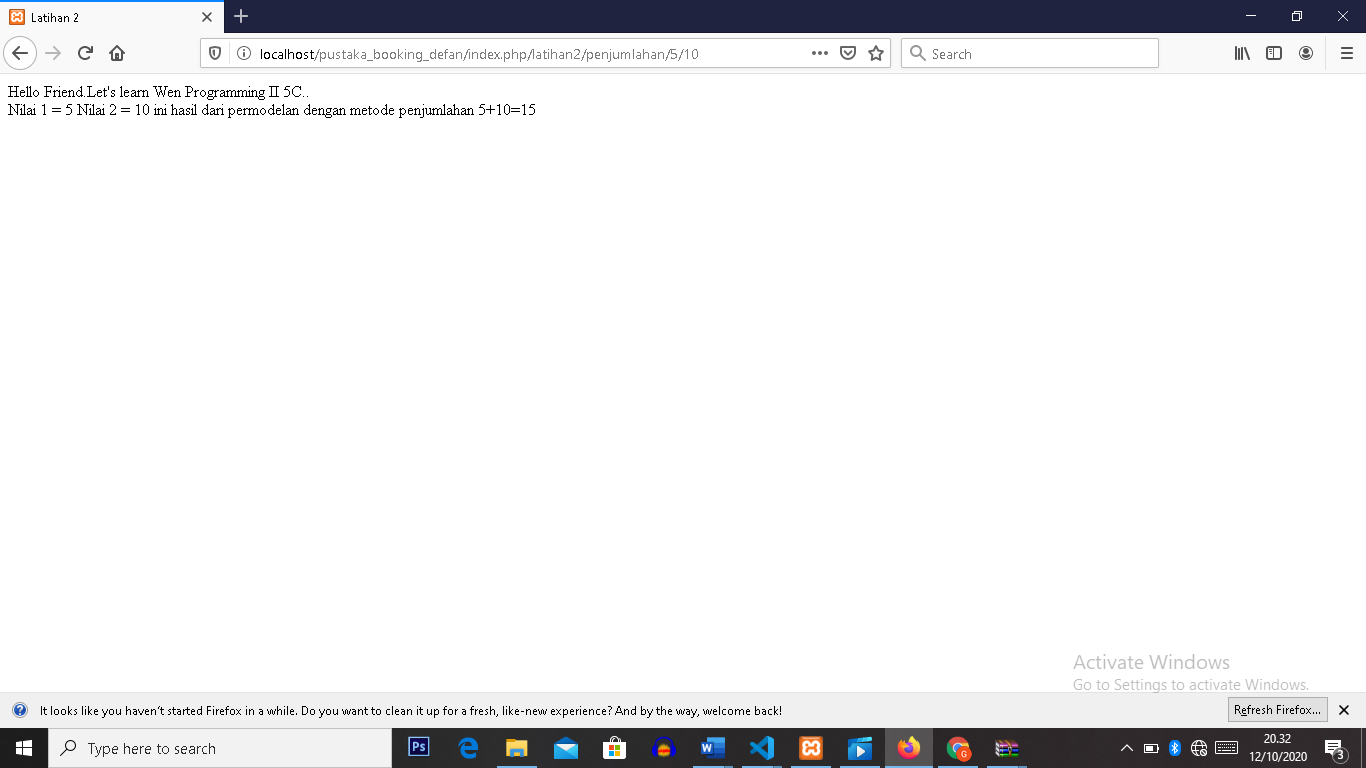 Latihan 2
localhost/pustaka_booking_defan/index.php/latihan2/penjumlahan/5/10
Search
Hello Friend.Let's learn Wen Programming II 5C..
Nilai 1 = 5 Nilai 2 = 10 ini hasil dari permodelan dengan metode penjumlahan 5+10=15
Activate Windows
Go to Settings to activate Windows.
It looks like you haven't started Firefox in a while. Do you want to clean it up for a fresh, like-new experience? And by the way, welcome back!
Refresh Firefox...
Type here to search
Ps
G
20.32
12/10/2020
3